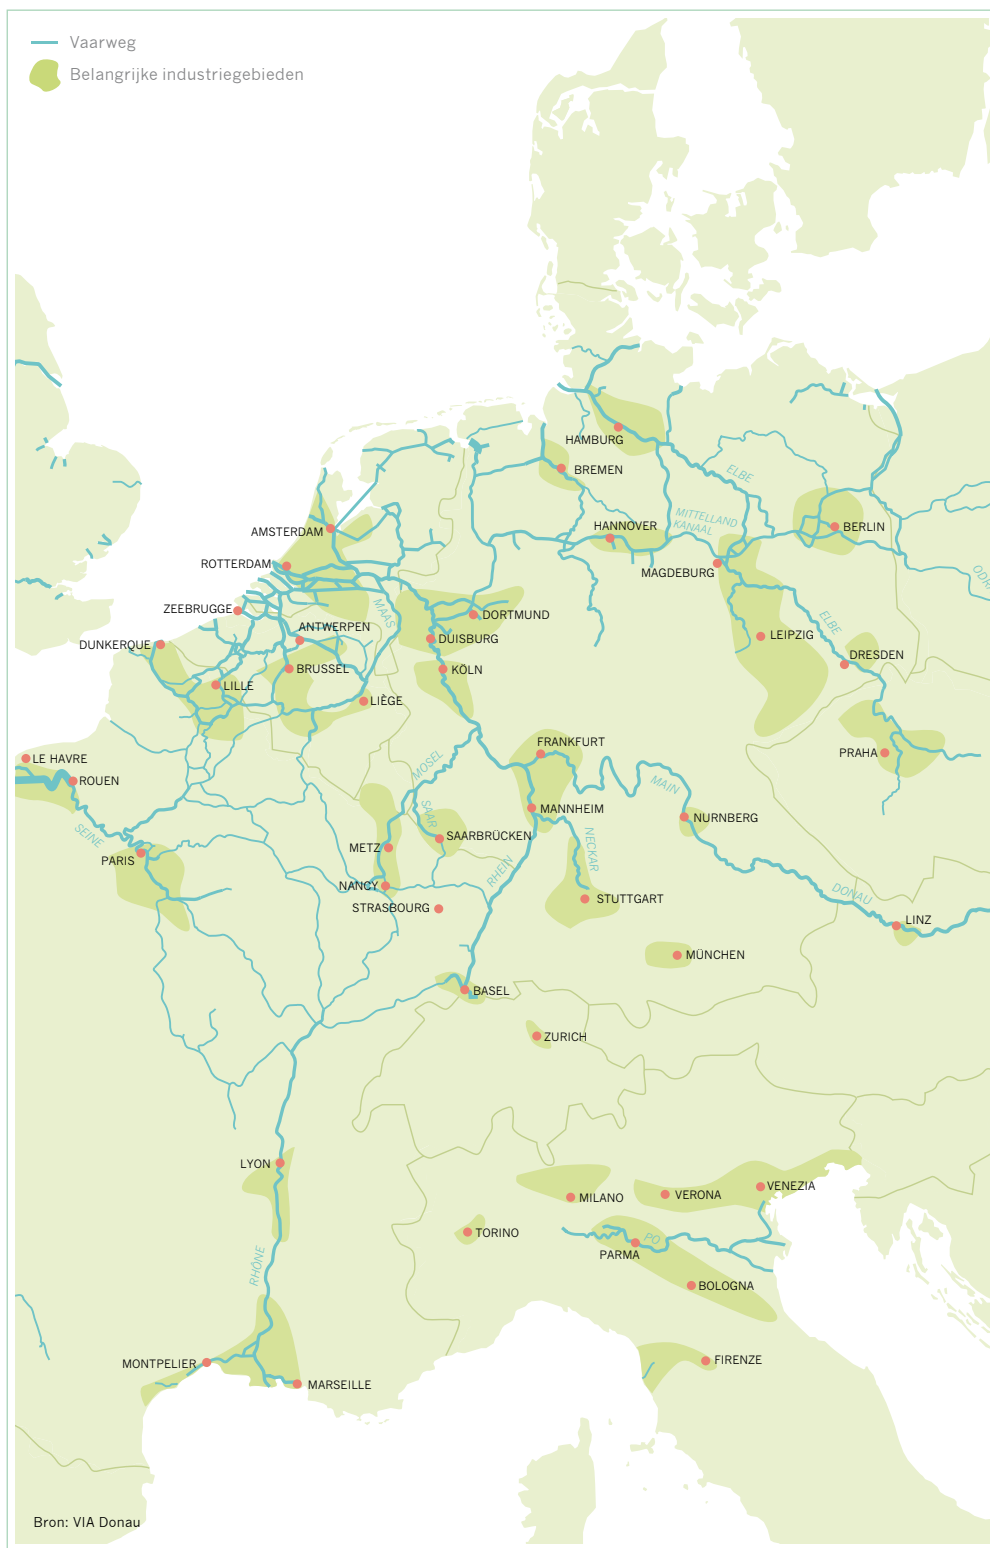 Vaarweg
Belangrijke industriegebieden
HAMBURG
BREMEN
ELBE
MITTELLAND
KANAAL
HANNOVER
BERLIN
AMSTERDAM
ROTTERDAM
MAGDEBURG
ODR
ZEEBRUGGE
MAAS
DORTMUND
ELBE
ANTWERPEN
DUISBURG
LEIPZIG
DUNKERQUE
BRUSSEL
KÖLN
DRESDEN
LILLE
LIÈGE
FRANKFURT
PRAHA
LE HAVRE
MOSEL
ROUEN
MAIN
MANNHEIM
SAAR
NURNBERG
SEINE
SAARBRÜCKEN
NECKAR
METZ
PARIS
RHEIN
NANCY
STUTTGART
DONAU
STRASBOURG
LINZ
MÜNCHEN
BASEL
ZURICH
LYON
MILANO
VERONA
VENEZIA
TORINO
PO
PARMA
RHÔNE
BOLOGNA
MONTPELIER
FIRENZE
MARSEILLE
Bron: VIA Donau